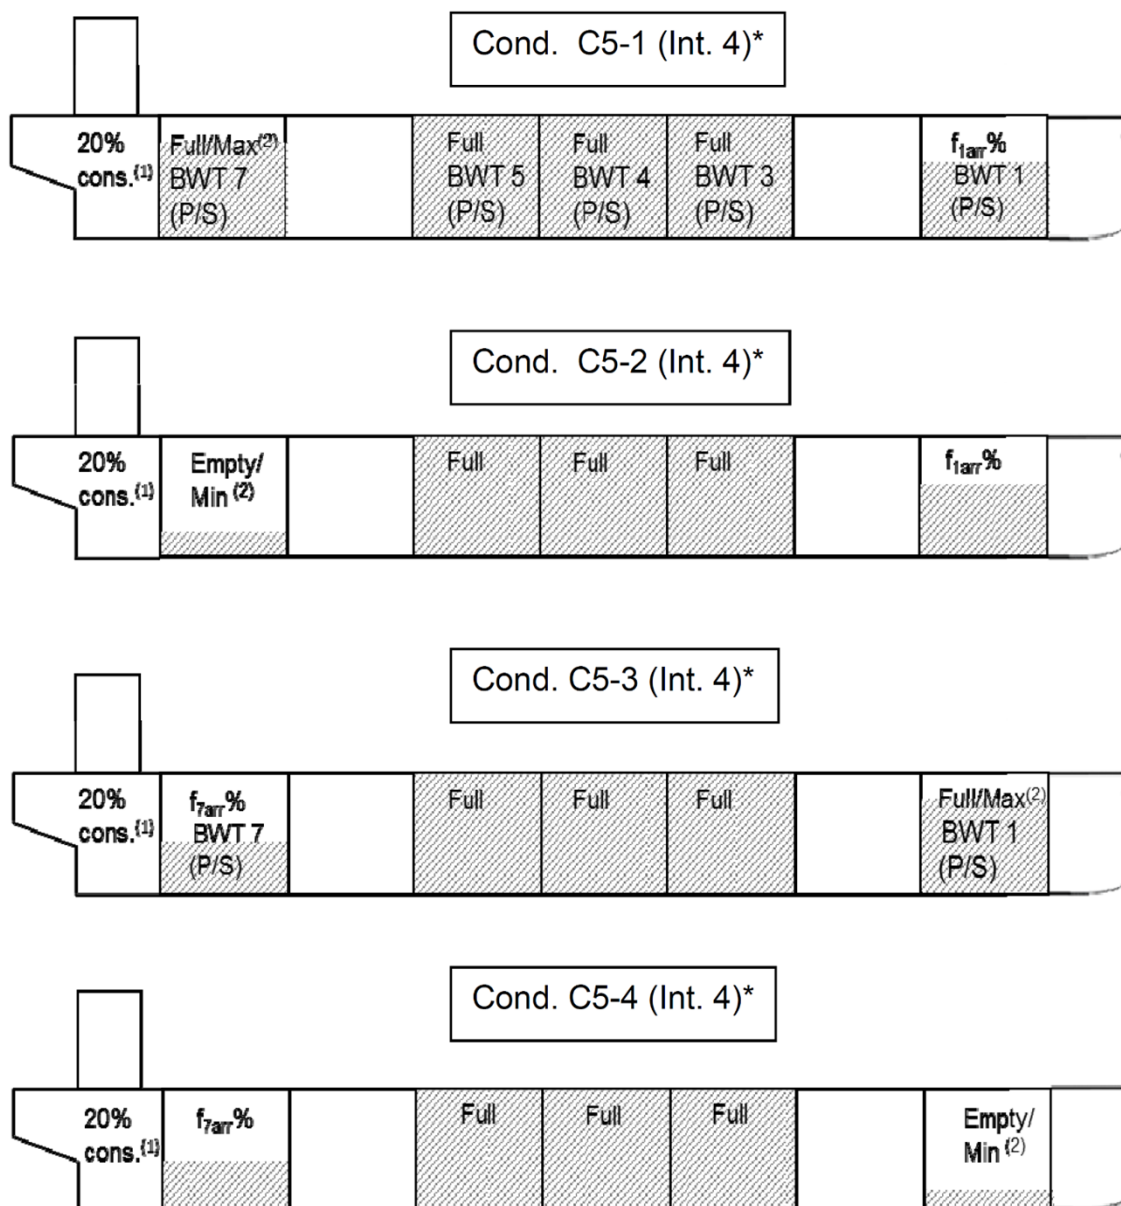 Cond. C5-1 (Int. 4)*
20%
cons.(1)
Full/Max(2)
BWT 7
(P/S)
Full
BWT 5
(P/S)
Full
BWT 4
(P/S)
Full
BWT 3
(P/S)
f1arr%
BWT 1
(P/S)
Cond. C5-2 (Int. 4)*
20%
cons.(1)
Empty/
Min (2)
Full
Full
Full
f1arr%
Cond. C5-3 (Int. 4)*
20%
cons.(1)
f7arr%
BWT 7
(P/S)
Full
Full
Full
Full/Max(2)
BWT 1
(P/S)
Cond. C5-4 (Int. 4)*
20%
cons.(1)
f7arr%
Full
Full
Full
Empty/
Min (2)